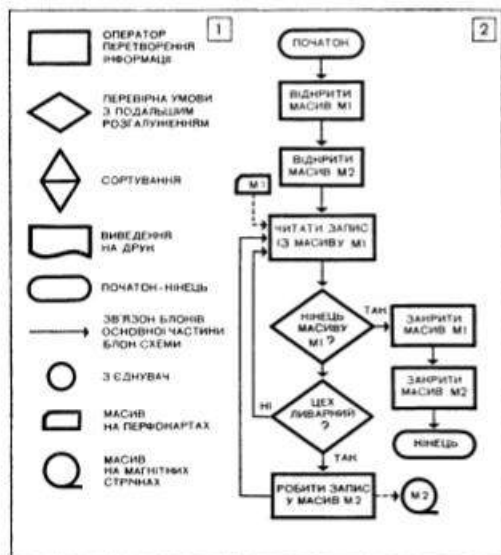 1
ОПЕРАТОР
ПЕРЕТВОРЕННЯ
ІНФОРМАЦІЇ
ПЕРЕВІРКА УМОВИ
З ПОДАЛЬШИМ
РОЗГАЛУЖЕННЯМ
СОРТУВАННЯ
ВИВЕДЕННЯ
НА ДРУК
ПОЧАТОК-КІНЕЦЬ
ЗВ'ЯЗОК БЛОКІВ
ОСНОВНОЇ ЧАСТИНИ
БЛОК СХЕМИ
З'ЄДНУВАЧ
МАСИВ
НА ПЕРФОКАРТАХ
МАСИВ
НА МАГНІТНИХ
СТРІЧКАХ
2
ПОЧАТОК
ВІДКРИТИ
МАСИВ М1
ВІДКРИТИ
МАСИВ М2
М1
ЧИТАТИ ЗАПИС
ІЗ МАСИВУ М1
КІНЕЦЬ
МАСИВУ
М1 ?
ТАК
ЗАКРИТИ
МАСИВ М1
ЗАКРИТИ
МАСИВ М2
КІНЕЦЬ
НІ
ЦЕХ
ЛИВАРНИЙ
?
ТАК
РОБИТИ ЗАПИС
У МАСИВ М2
М2